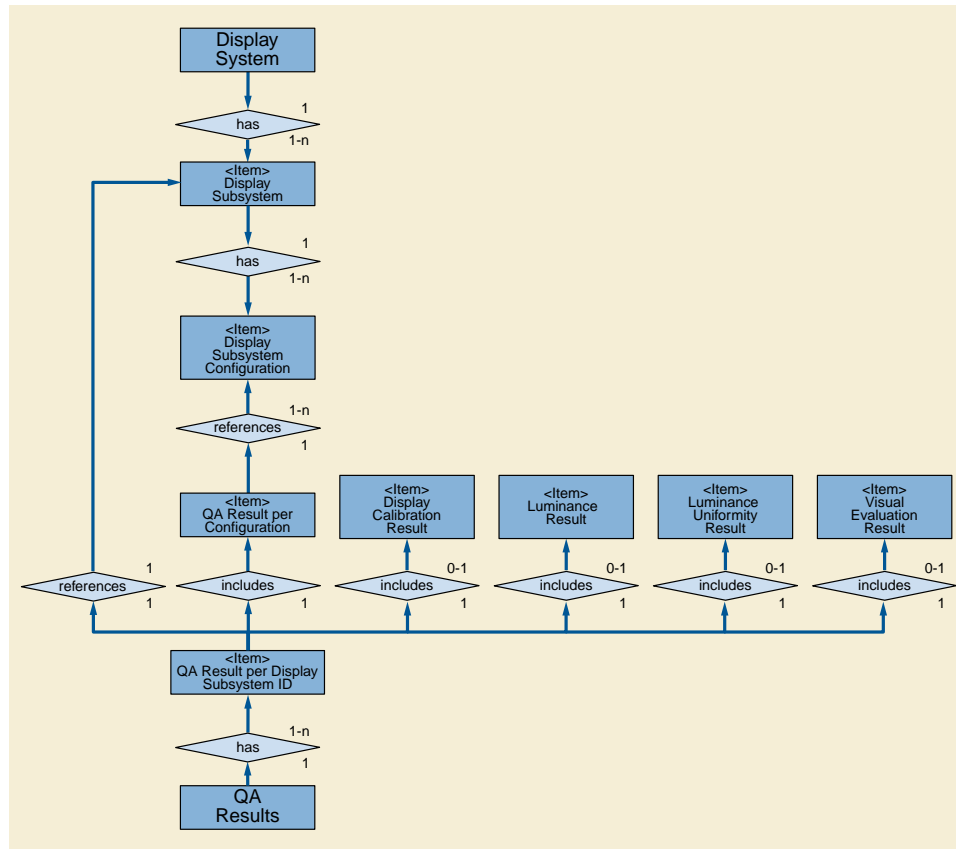 Display
System
1
has
1-n
<Item>
Display
Subsystem
1
has
1-n
<Item>
Display
Subsystem
Configuration
1-n
references
1
<Item>
QA Result per
Configuration
<Item>
Display
Calibration
Result
<Item>
Luminance
Result
<Item>
Luminance
Uniformity
Result
<Item>
Visual
Evaluation
Result
1
references
1
includes
1
0-1
includes
1
0-1
includes
1
0-1
includes
1
0-1
includes
1
<Item>
QA Result per Display
Subsystem ID
1-n
has
1
QA
Results